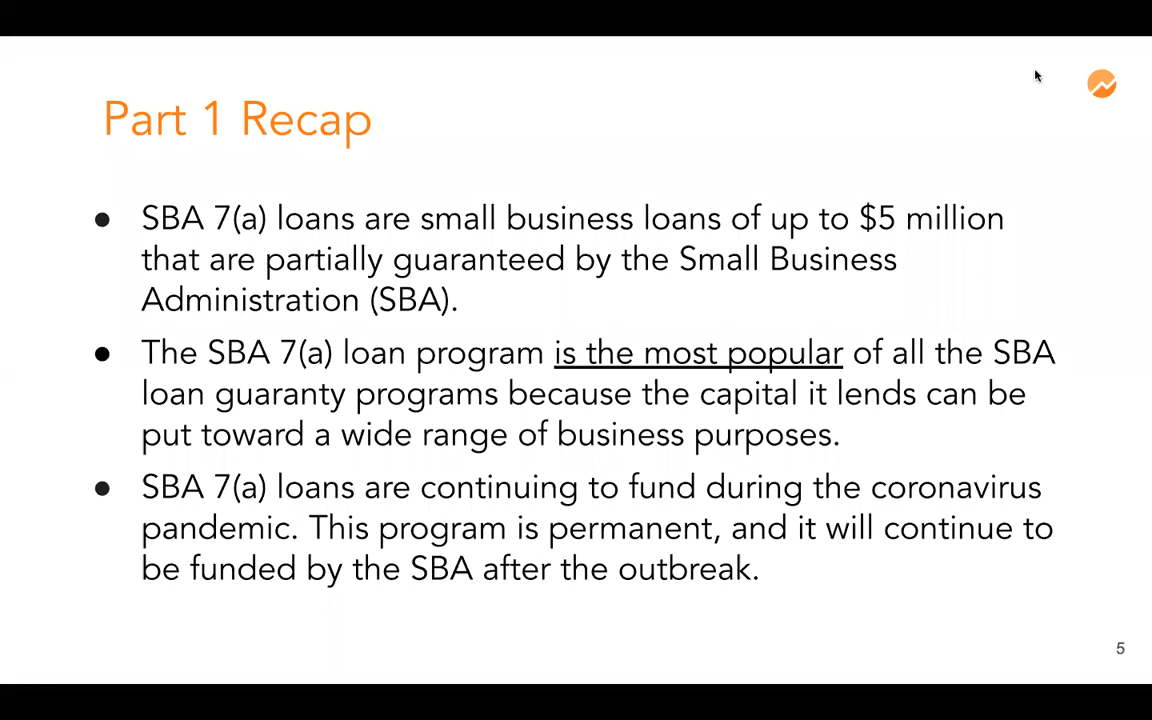 Part 1 Recap
● SBA 7(a) loans are small business loans of up to $5 million
that are partially guaranteed by the Small Business
Administration (SBA).
● The SBA 7(a) loan program is the most popular of all the SBA
loan guaranty programs because the capital it lends can be
put toward a wide range of business purposes.
● SBA 7(a) loans are continuing to fund during the coronavirus
pandemic. This program is permanent, and it will continue to
be funded by the SBA after the outbreak.
5